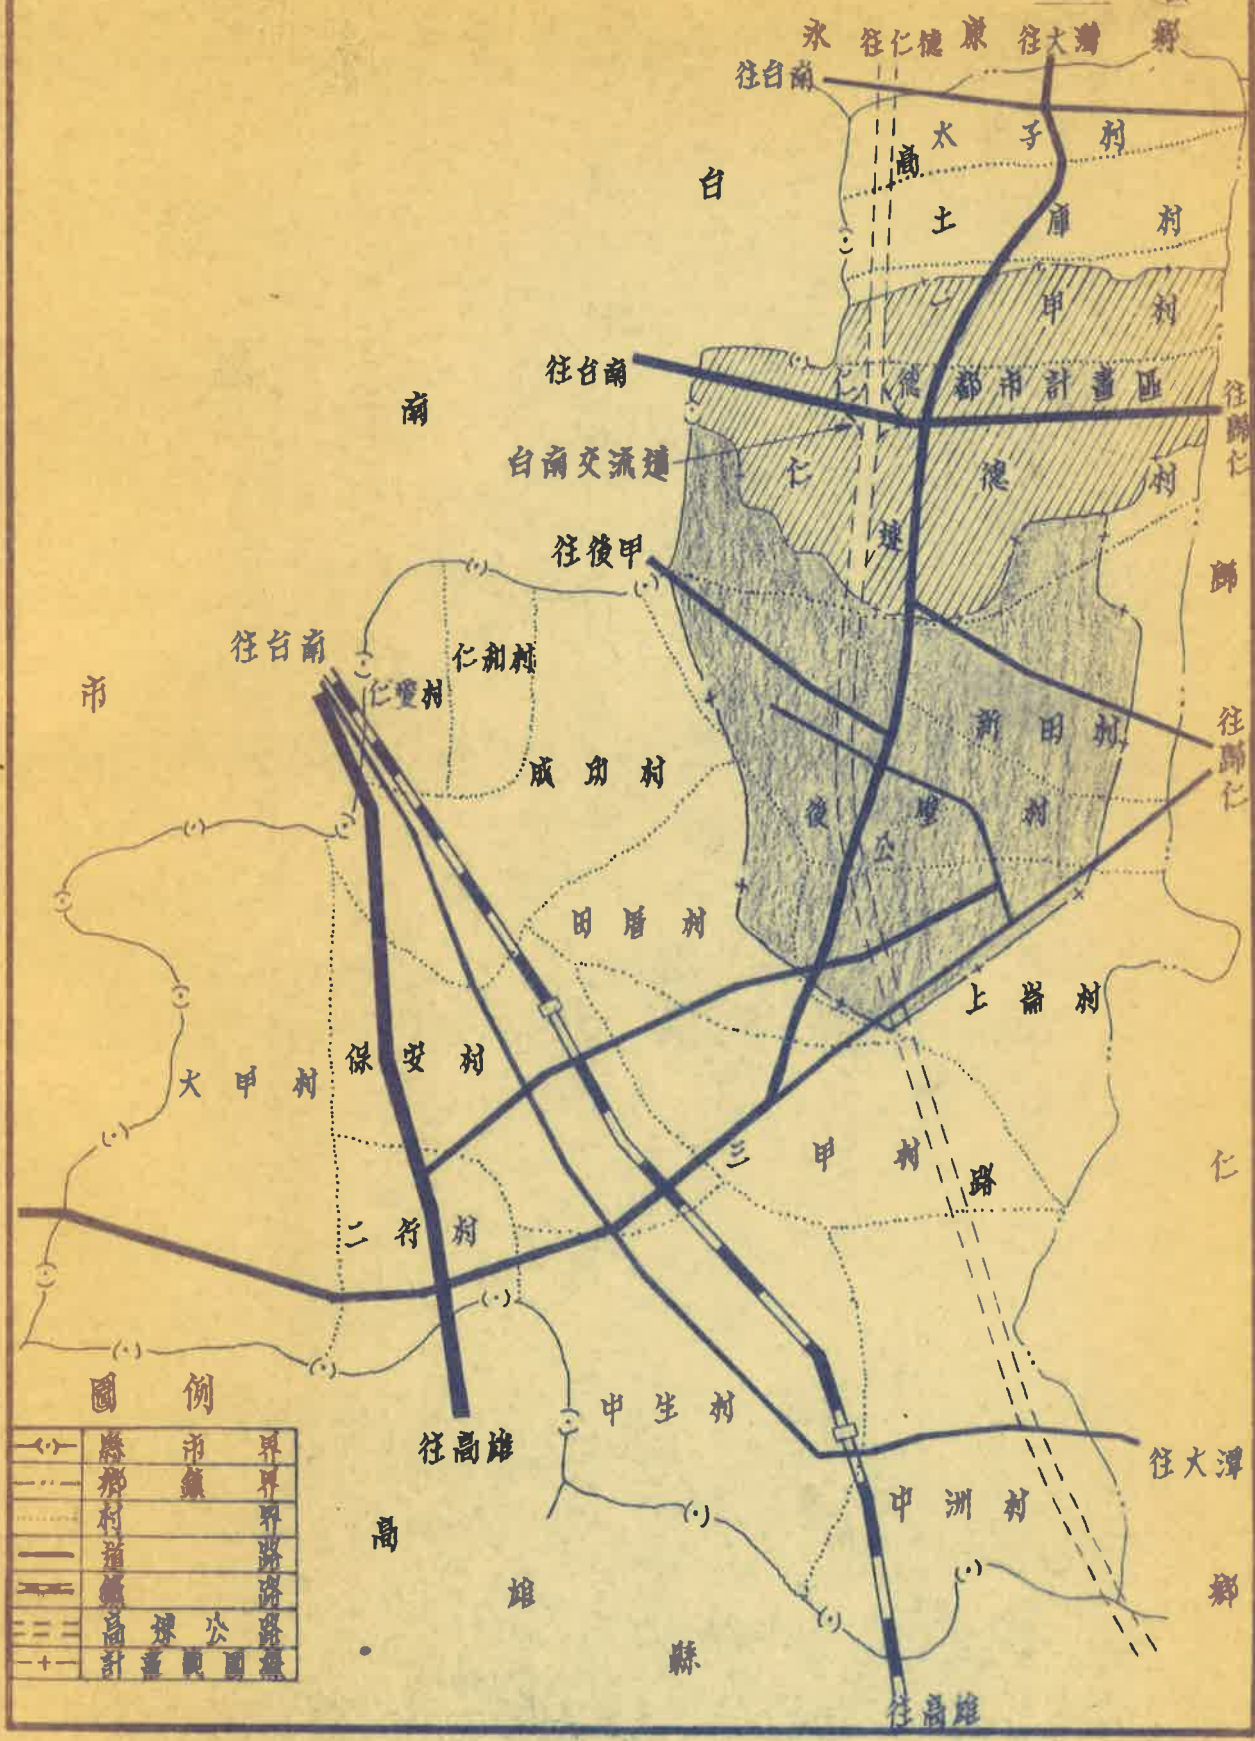 永 康 鄉
往仁德 往大灣
往台南
太子村
高
台
土庫村
一甲村
往台南
仁德都市計畫區
往歸仁
南
台南交流道
仁德村
速
往後甲
歸
往台南
仁和村
仁愛村
市
新田村
往歸仁
成功村
後壁村
公
田厝村
上崙村
保安村
大甲村
三甲村
路
仁
二行村
中生村
往高雄
往大潭
中洲村
高
雄
縣
鄉
往高雄
圖例
縣市界
鄉鎮界
村界
道路
鐵路
高速公路
計畫範圍線